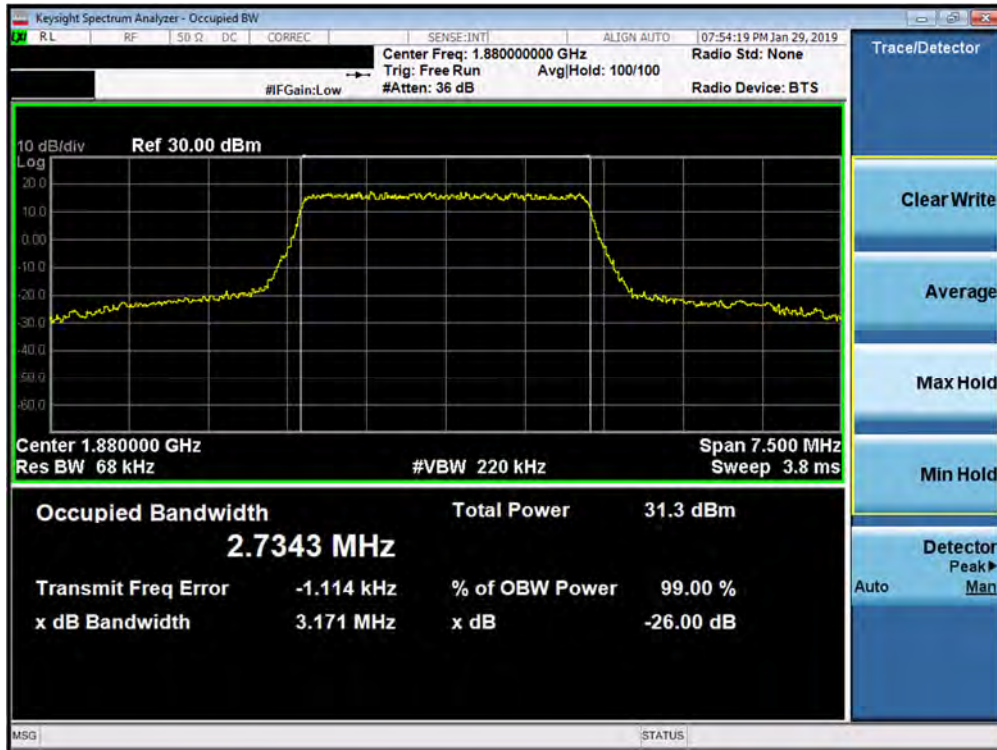 Keysight Spectrum Analyzer - Occupied BW
LXI RL RF 50 Ω DC CORREC SENSE:INT ALIGN AUTO 07:54:19 PM Jan 29, 2019
Center Freq: 1.880000000 GHz Radio Std: None
Trig: Free Run Avg|Hold: 100/100
#IFGain:Low #Atten: 36 dB Radio Device: BTS
10 dB/div Ref 30.00 dBm
Log
20.0
10.0
0.00
-10.0
-20.0
-30.0
-40.0
-50.0
-60.0
Center 1.880000 GHz Span 7.500 MHz
Res BW 68 kHz #VBW 220 kHz Sweep 3.8 ms
Occupied Bandwidth Total Power 31.3 dBm
2.7343 MHz
Transmit Freq Error -1.114 kHz % of OBW Power 99.00 %
x dB Bandwidth 3.171 MHz x dB -26.00 dB
MSG STATUS
Trace/Detector
Clear Write
Average
Max Hold
Min Hold
Detector
Peak▶
Auto Man